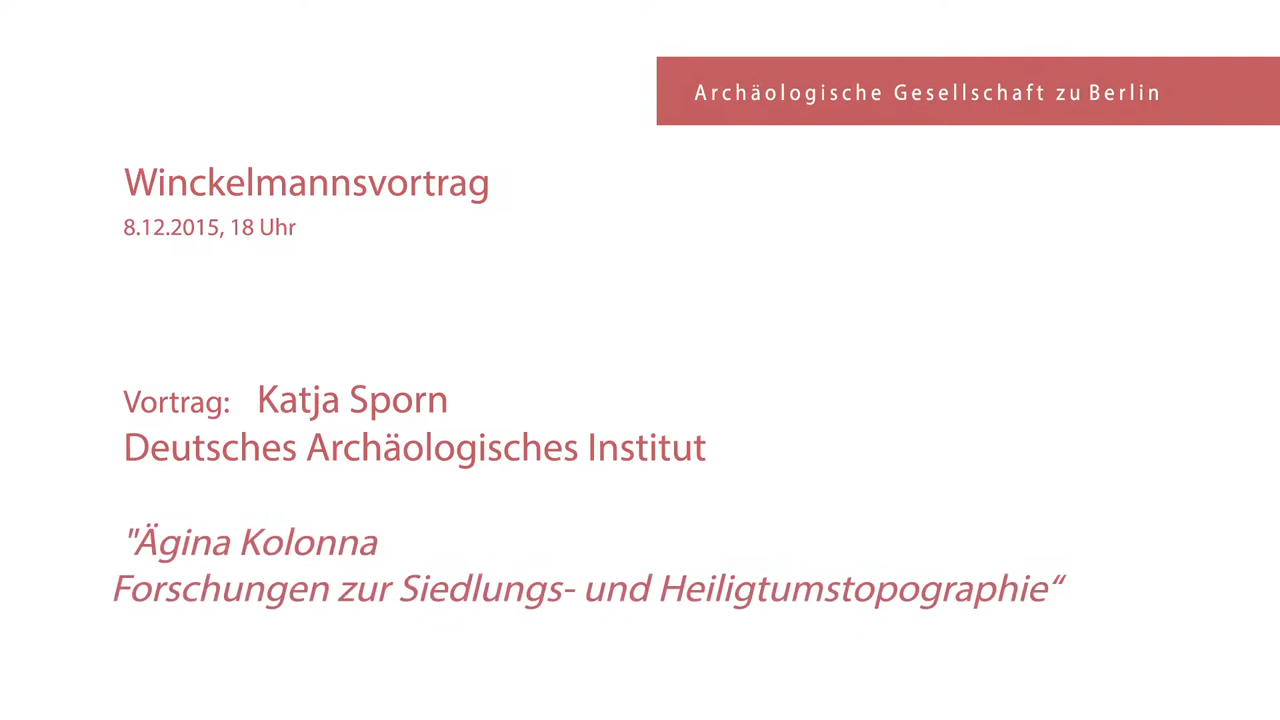 Archäologische Gesellschaft zu Berlin
Winckelmannsvortrag
8.12.2015, 18 Uhr
Vortrag: Katja Sporn
Deutsches Archäologisches Institut
"Ägina Kolonna
Forschungen zur Siedlungs- und Heiligtumstopographie“